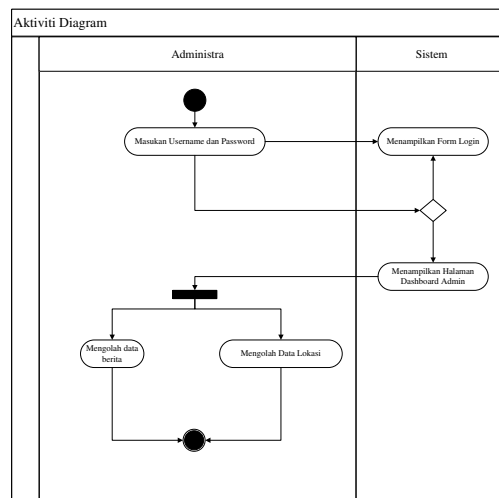 Aktiviti Diagram
Administra
Sistem
Masukan Username dan Password
Menampilkan Form Login
Menampilkan Halaman
Dashboard Admin
Mengolah data
berita
Mengolah Data Lokasi